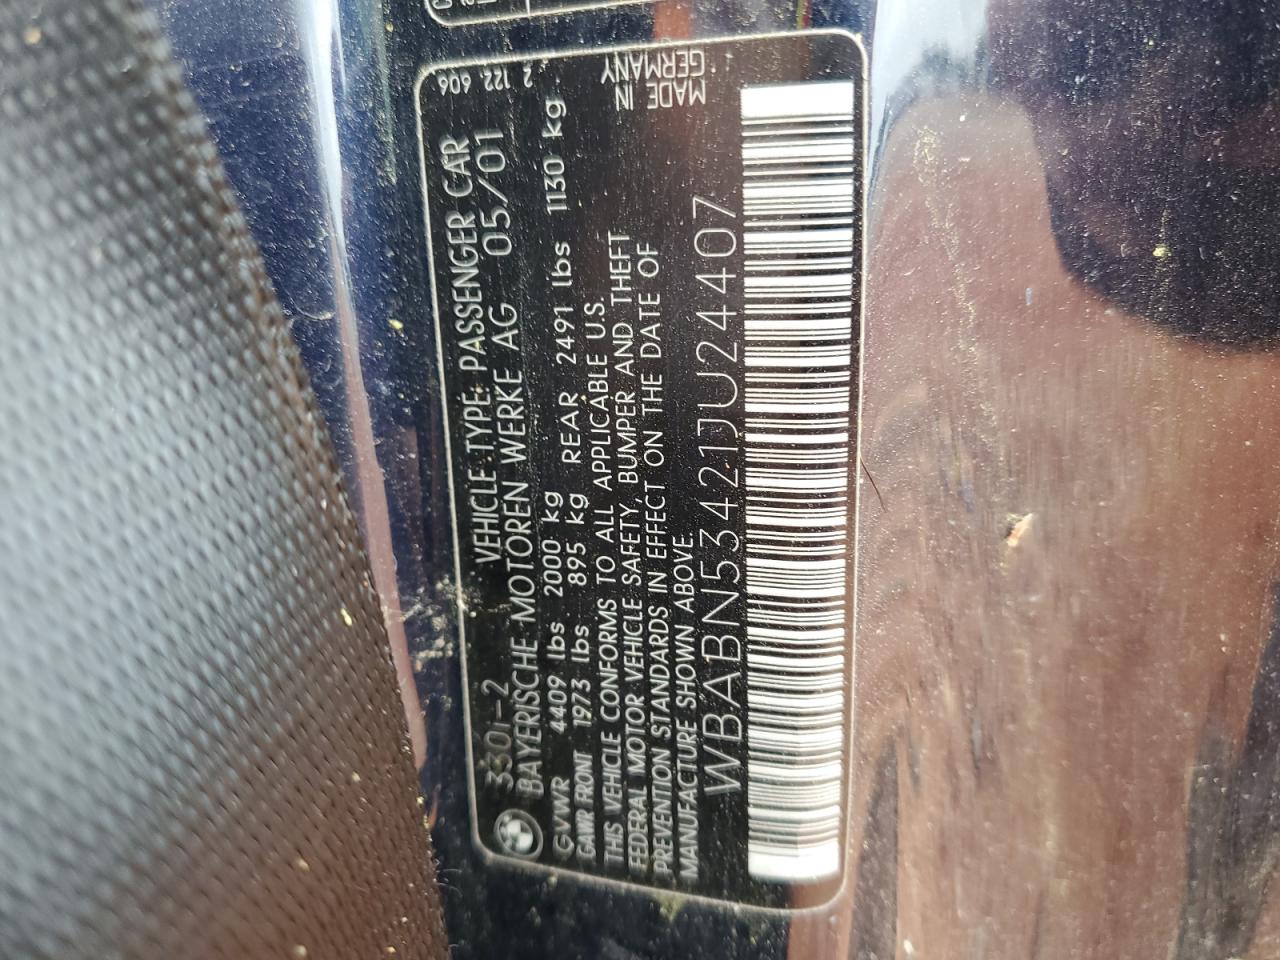 330i-2 VEHICLE TYPE: PASSENGER CAR 2 122 606
BAYERISCHE MOTOREN WERKE AG 05/01
GVWR 4409 lbs 2000 kg
GAWR FRONT 1973 lbs 895 kg REAR 2491 lbs 1130 kg
THIS VEHICLE CONFORMS TO ALL APPLICABLE U.S.
FEDERAL MOTOR VEHICLE SAFETY, BUMPER AND THEFT
PREVENTION STANDARDS IN EFFECT ON THE DATE OF
MANUFACTURE SHOWN ABOVE.
MADE IN
GERMANY
WBABN53421JU24407